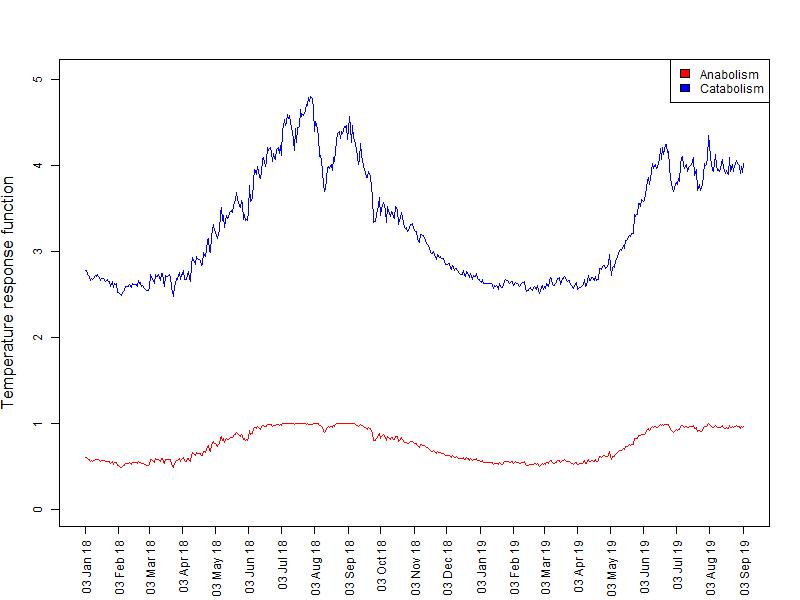 Anabolism
Catabolism
Temperature response function
5
4
3
2
1
0
03 Jan 18
03 Feb 18
03 Mar 18
03 Apr 18
03 May 18
03 Jun 18
03 Jul 18
03 Aug 18
03 Sep 18
03 Oct 18
03 Nov 18
03 Dec 18
03 Jan 19
03 Feb 19
03 Mar 19
03 Apr 19
03 May 19
03 Jun 19
03 Jul 19
03 Aug 19
03 Sep 19